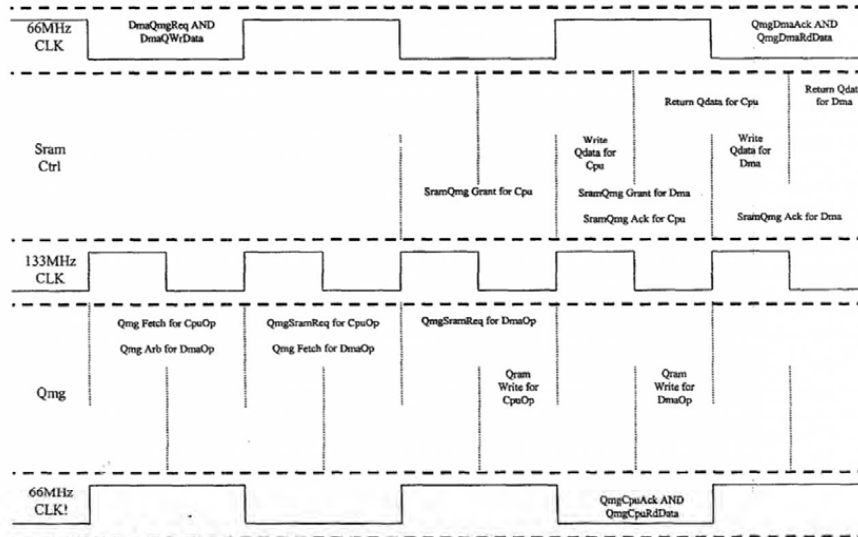 DmaQmgReq AND
DmaQWrData
QmgDmaAck AND
QmgDmaRdData
66MHz
CLK
Return Qdata for Cpu
Return Qdat
for Dma
Sram
Ctrl
Write
Qdata for
Cpu
Write
Qdata for
Dma
SramQmg Grant for Cpu
SramQmg Grant for Dma
SramQmg Ack for Cpu
SramQmg Ack for Dma
133MHz
CLK
Qmg Fetch for CpuOp
QmgSramReq for CpuOp
QmgSramReq for DmaOp
Qmg Arb for DmaOp
Qmg Fetch for DmaOp
Qmg
Qram
Write for
CpuOp
Qram
Write for
DmaOp
66MHz
CLK!
QmgCpuAck AND
QmgCpuRdData